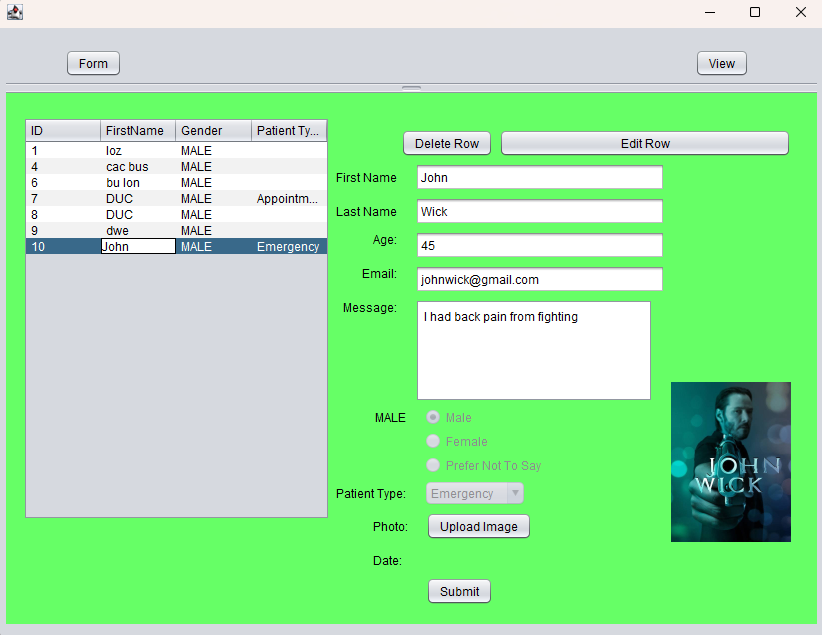 Form View
ID FirstName Gender Patient Ty...
1 loz MALE
4 cac bus MALE
6 bu lon MALE
7 DUC MALE Appointm...
8 DUC MALE
9 dwe MALE
10 John MALE Emergency
Delete Row Edit Row
First Name John
Last Name Wick
Age: 45
Email: johnwick@gmail.com
Message: I had back pain from fighting
MALE Male
Female
Prefer Not To Say
Patient Type: Emergency
Photo: Upload Image
Date:
Submit
JOHN
WICK